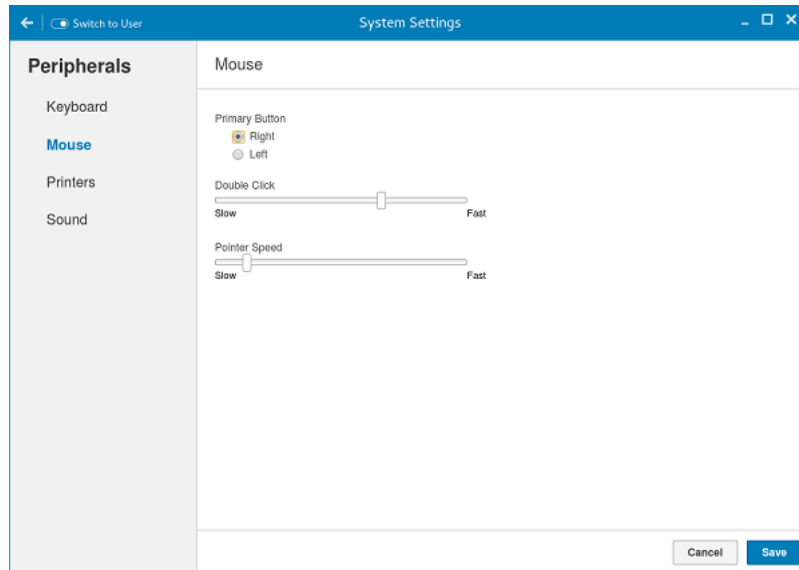 Switch to User
System Settings
Peripherals
Keyboard
Mouse
Printers
Sound
Mouse
Primary Button
Right
Left
Double Click
Slow Fast
Pointer Speed
Slow Fast
Cancel Save